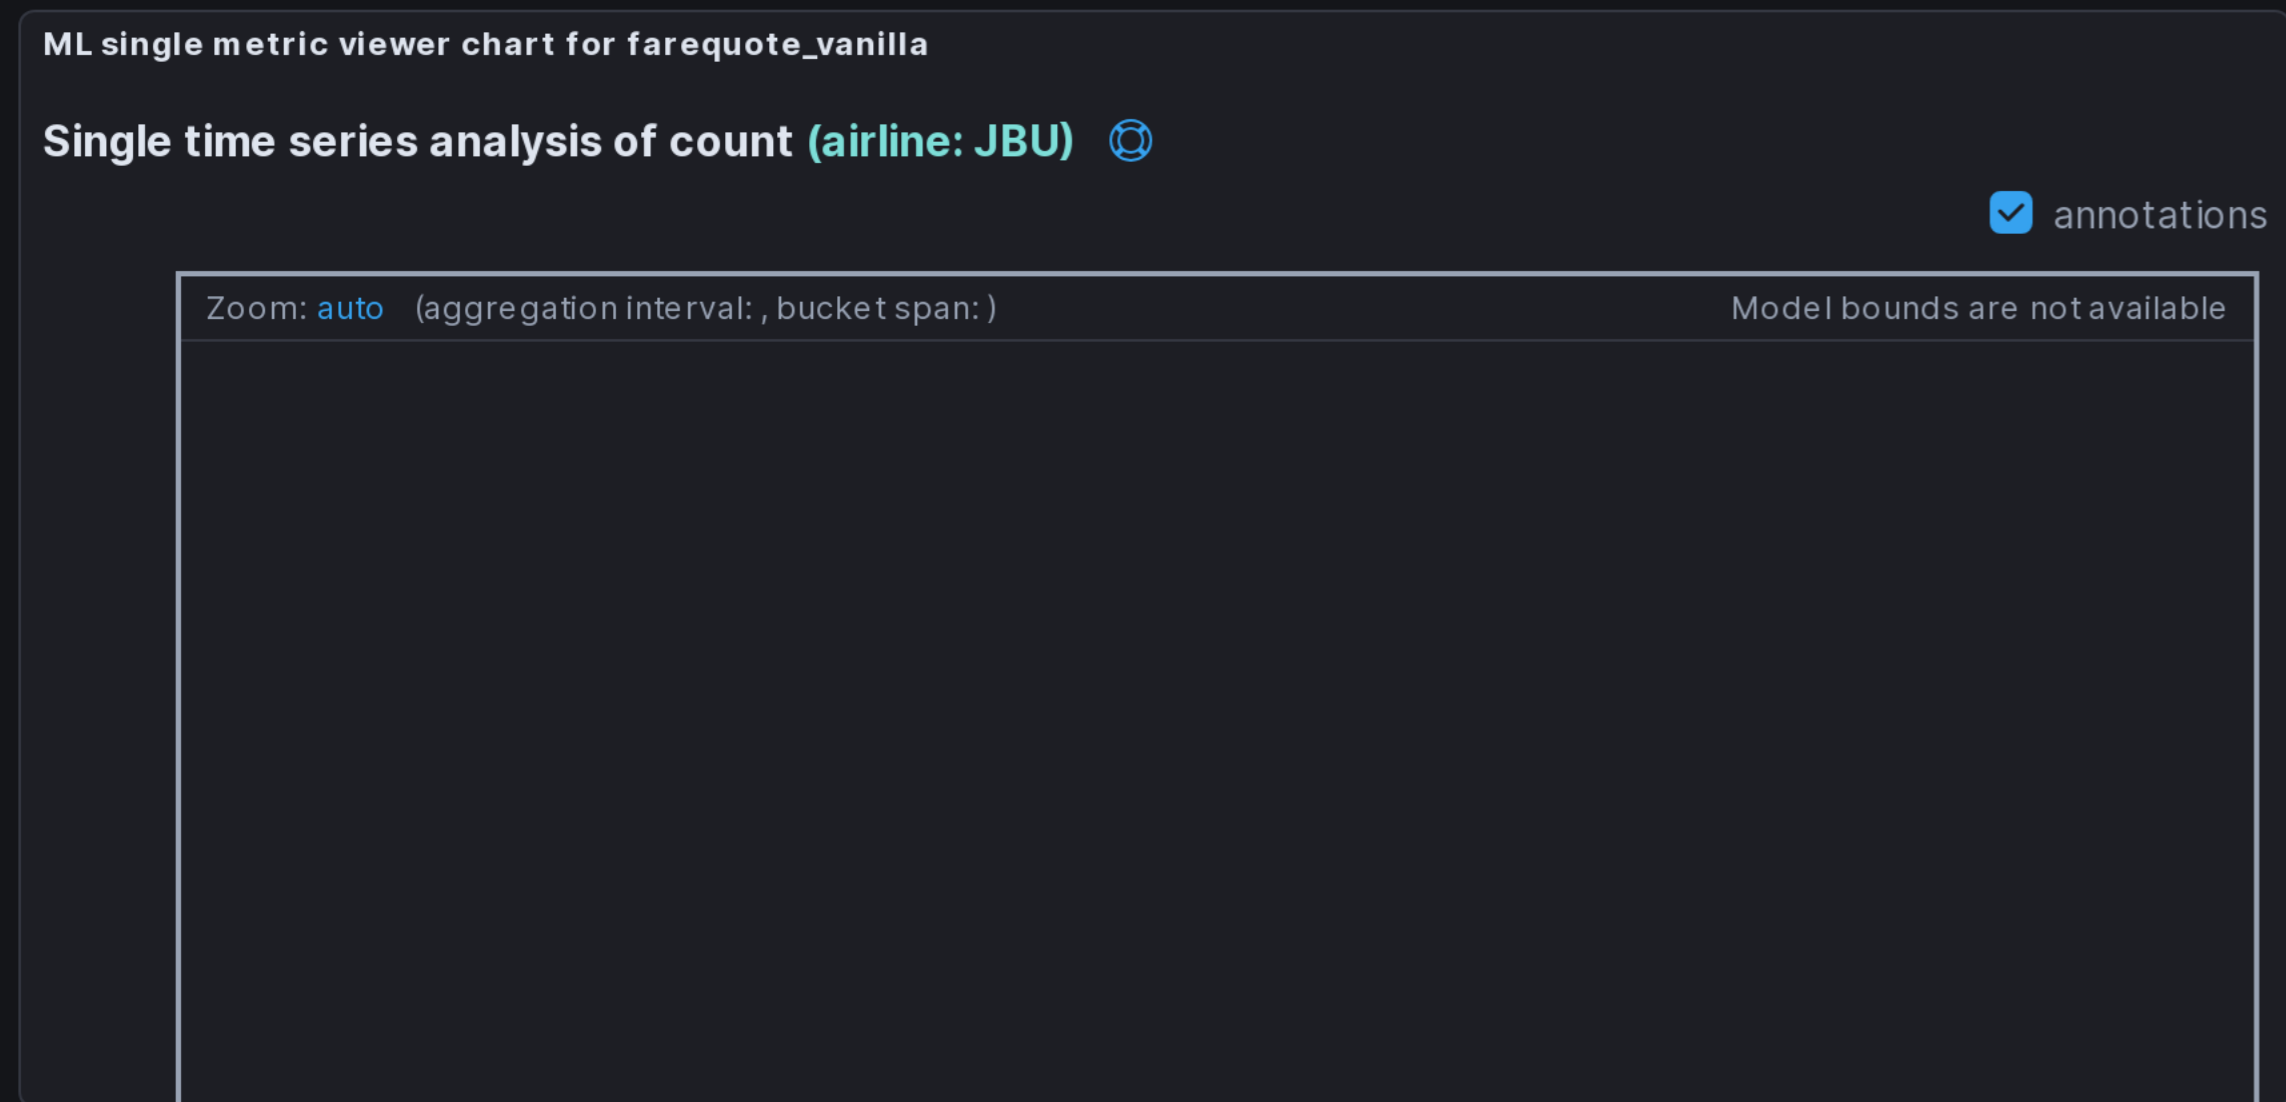 ML single metric viewer chart for farequote_vanilla
Single time series analysis of count (airline: JBU)
annotations
Zoom: auto (aggregation interval: , bucket span: ) Model bounds are not available